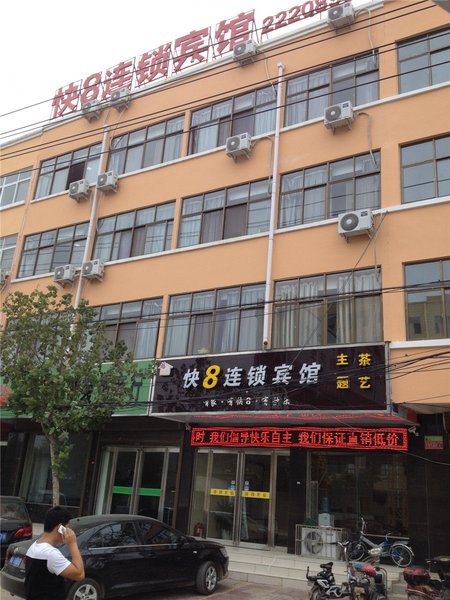 快8连锁宾馆
快8连锁宾馆
主 茶
题 艺
时 我们倡导快乐自主 我们保证直销低价